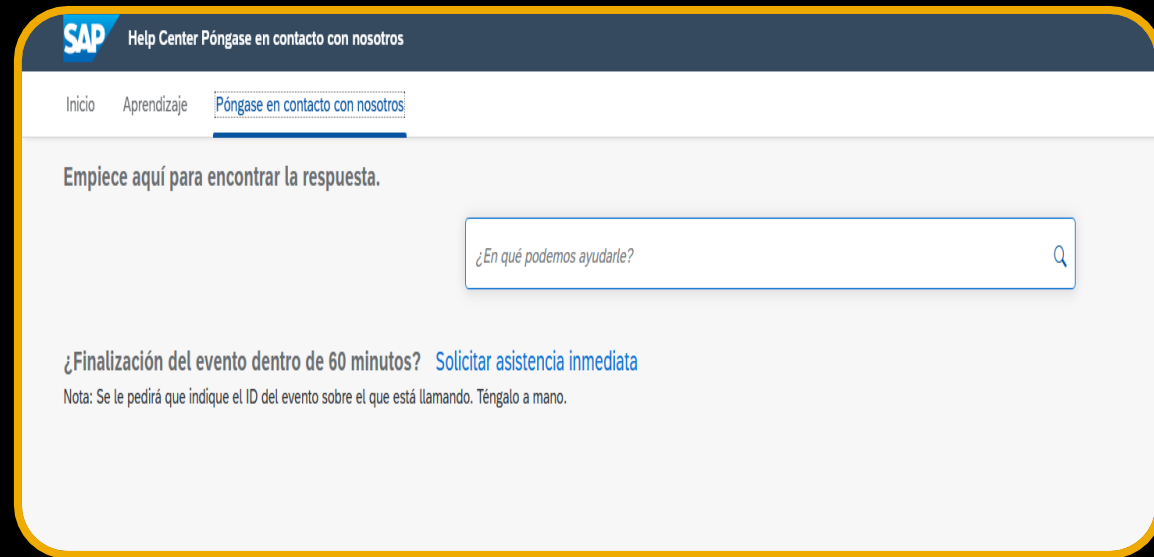 SAP Help Center Póngase en contacto con nosotros
Inicio Aprendizaje Póngase en contacto con nosotros
Empiece aquí para encontrar la respuesta.
¿En qué podemos ayudarle?
¿Finalización del evento dentro de 60 minutos? Solicitar asistencia inmediata
Nota: Se le pedirá que indique el ID del evento sobre el que está llamando. Téngalo a mano.